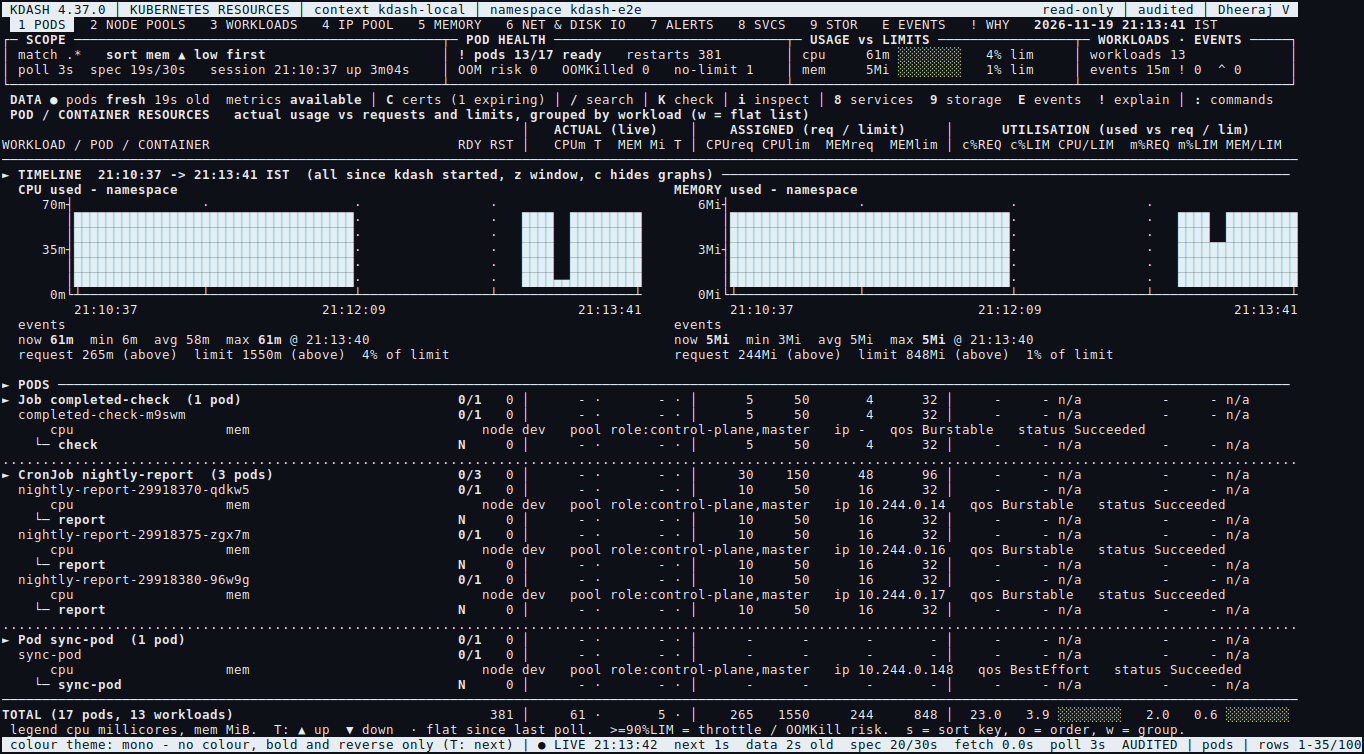 KDASH 4.37.0 │ KUBERNETES RESOURCES │ context kdash-local │ namespace kdash-e2e read-only │ audited │ Dheeraj V
1 PODS 2 NODE POOLS 3 WORKLOADS 4 IP POOL 5 MEMORY 6 NET & DISK IO 7 ALERTS 8 SVCS 9 STOR E EVENTS ! WHY 2026-11-19 21:13:41 IST
SCOPE POD HEALTH USAGE vs LIMITS WORKLOADS · EVENTS
match .* sort mem ▲ low first │ ! pods 13/17 ready restarts 381 │ cpu 61m 4% lim │ workloads 13
poll 3s spec 19s/30s session 21:10:37 up 3m04s │ OOM risk 0 OOMKilled 0 no-limit 1 │ mem 5Mi 1% lim │ events 15m ! 0 ^ 0
DATA ● pods fresh 19s old metrics available │ C certs (1 expiring) │ / search │ K check │ i inspect │ 8 services 9 storage E events ! explain │ : commands
POD / CONTAINER RESOURCES actual usage vs requests and limits, grouped by workload (w = flat list)
│ ACTUAL (live) │ ASSIGNED (req / limit) │ UTILISATION (used vs req / lim)
WORKLOAD / POD / CONTAINER RDY RST │ CPUm T MEM Mi T │ CPUreq CPUlim MEMreq MEMlim │ c%REQ c%LIM CPU/LIM m%REQ m%LIM MEM/LIM
► TIMELINE 21:10:37 -> 21:13:41 IST (all since kdash started, z window, c hides graphs)
CPU used - namespace MEMORY used - namespace
70m 6Mi
35m 3Mi
0m 0Mi
21:10:37 21:12:09 21:13:41 21:10:37 21:12:09 21:13:41
events events
now 61m min 6m avg 58m max 61m @ 21:13:40 now 5Mi min 3Mi avg 5Mi max 5Mi @ 21:13:40
request 265m (above) limit 1550m (above) 4% of limit request 244Mi (above) limit 848Mi (above) 1% of limit
► PODS
► Job completed-check (1 pod) 0/1 0 │ - · - · │ 5 50 4 32 │ - - n/a - - n/a
completed-check-m9swm 0/1 0 │ - · - · │ 5 50 4 32 │ - - n/a - - n/a
cpu mem node dev pool role:control-plane,master ip - qos Burstable status Succeeded
└─ check N 0 │ - · - · │ 5 50 4 32 │ - - n/a - - n/a
► CronJob nightly-report (3 pods) 0/3 0 │ - · - · │ 30 150 48 96 │ - - n/a - - n/a
nightly-report-29918370-qdkw5 0/1 0 │ - · - · │ 10 50 16 32 │ - - n/a - - n/a
cpu mem node dev pool role:control-plane,master ip 10.244.0.14 qos Burstable status Succeeded
└─ report N 0 │ - · - · │ 10 50 16 32 │ - - n/a - - n/a
nightly-report-29918375-zgx7m 0/1 0 │ - · - · │ 10 50 16 32 │ - - n/a - - n/a
cpu mem node dev pool role:control-plane,master ip 10.244.0.16 qos Burstable status Succeeded
└─ report N 0 │ - · - · │ 10 50 16 32 │ - - n/a - - n/a
nightly-report-29918380-96w9g 0/1 0 │ - · - · │ 10 50 16 32 │ - - n/a - - n/a
cpu mem node dev pool role:control-plane,master ip 10.244.0.17 qos Burstable status Succeeded
└─ report N 0 │ - · - · │ 10 50 16 32 │ - - n/a - - n/a
► Pod sync-pod (1 pod) 0/1 0 │ - · - · │ - - - - │ - - n/a - - n/a
sync-pod 0/1 0 │ - · - · │ - - - - │ - - n/a - - n/a
cpu mem node dev pool role:control-plane,master ip 10.244.0.148 qos BestEffort status Succeeded
└─ sync-pod N 0 │ - · - · │ - - - - │ - - n/a - - n/a
TOTAL (17 pods, 13 workloads) 381 │ 61 · 5 · │ 265 1550 244 848 │ 23.0 3.9 2.0 0.6
legend cpu millicores, mem MiB. T: ▲ up ▼ down · flat since last poll. >=90%LIM = throttle / OOMKill risk. s = sort key, o = order, w = group.
colour theme: mono - no colour, bold and reverse only (T: next) │ ● LIVE 21:13:42 next 1s data 2s old spec 20/30s fetch 0.0s poll 3s AUDITED │ pods │ rows 1-35/100